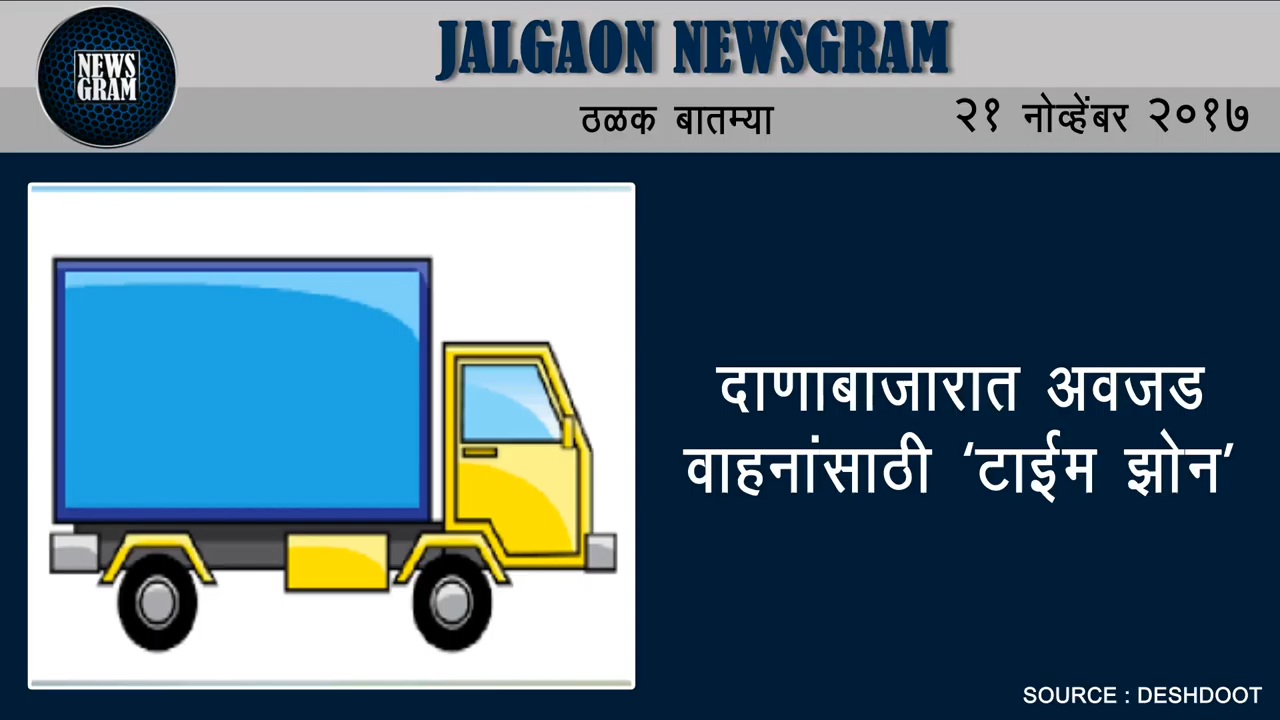 NEWS
GRAM
JALGAON NEWSGRAM
ठळक बातम्या
२१ नोव्हेंबर २०१७
दाणाबाजारात अवजड
वाहनांसाठी ‘टाईम झोन’
SOURCE : DESHDOOT